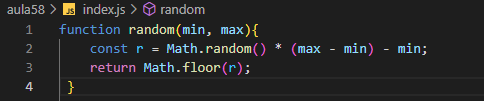 aula58 > JS index.js > random
1 function random(min, max){
2 const r = Math.random() * (max - min) - min;
3 return Math.floor(r);
4 }